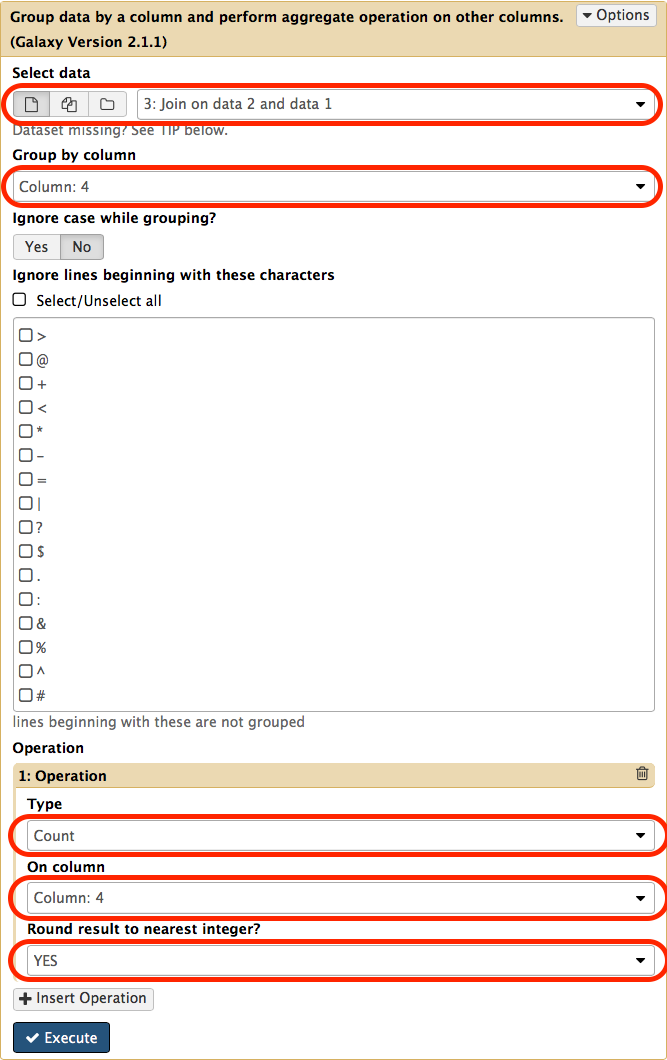 Group data by a column and perform aggregate operation on other columns.
Options
(Galaxy Version 2.1.1)
Select data
3: Join on data 2 and data 1
Dataset missing? See TIP below.
Group by column
Column: 4
Ignore case while grouping?
Yes No
Ignore lines beginning with these characters
Select/Unselect all
>
@
+
<
*
–
=
|
?
$
.
:
&
%
^
#
lines beginning with these are not grouped
Operation
1: Operation
Type
Count
On column
Column: 4
Round result to nearest integer?
YES
Insert Operation
Execute